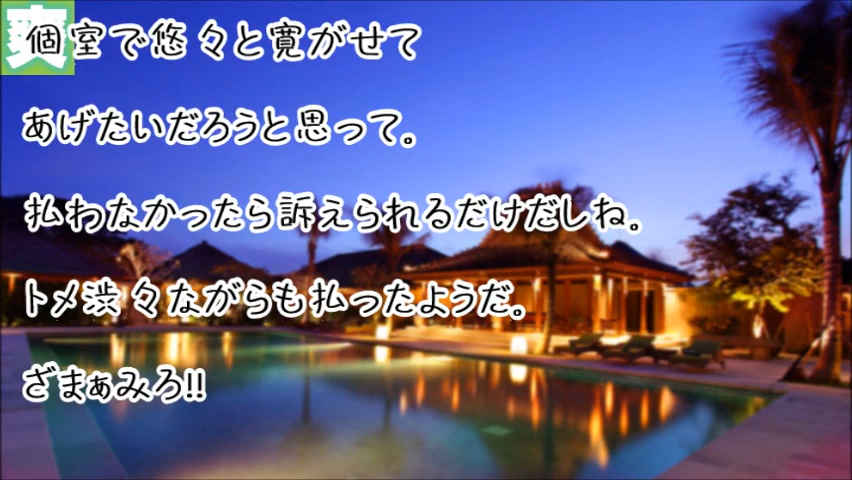 爽
個室で悠々と寛がせて
あげたいだろうと思って。
払わなかったら訴えられるだけだしね。
トメ渋々ながらも払ったようだ。
ざまぁみろ!!